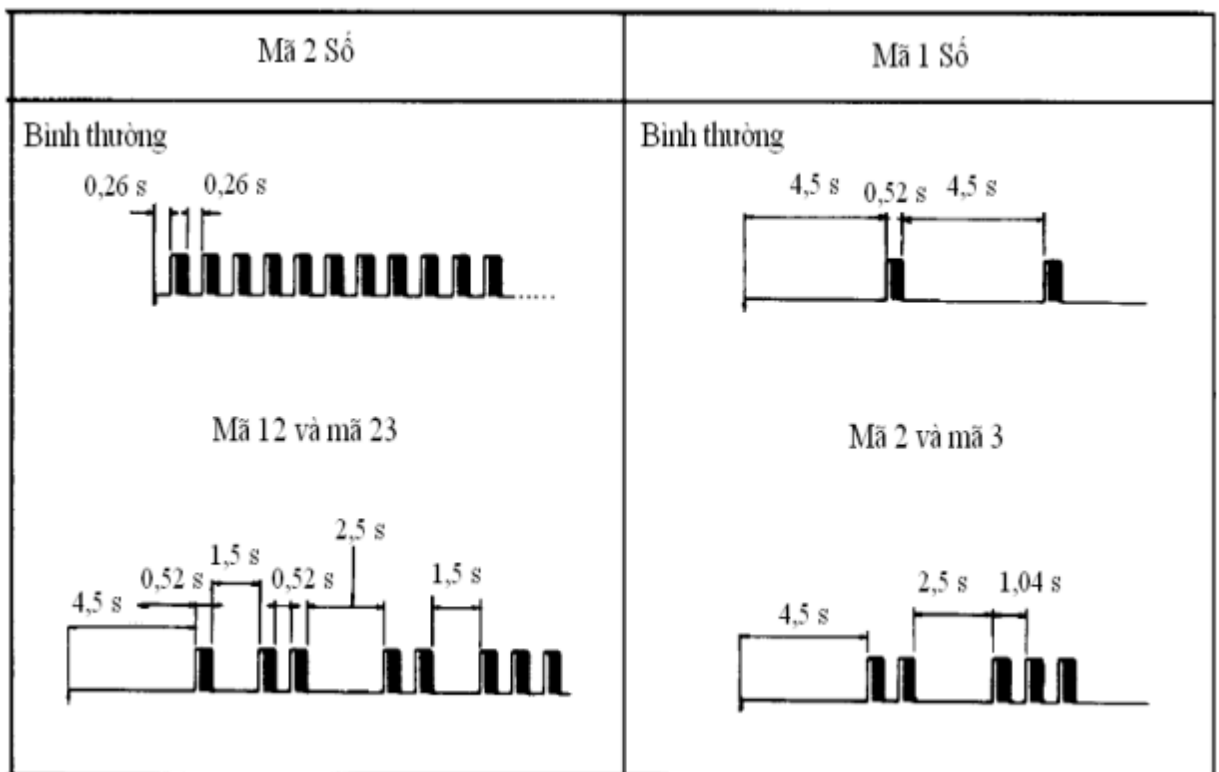 Mã 2 Số
Mã 1 Số
Bình thường
0,26 s 0,26 s
Bình thường
4,5 s 0,52 s 4,5 s
Mã 12 và mã 23
4,5 s 0,52 s 1,5 s 0,52 s 2,5 s 1,5 s
Mã 2 và mã 3
4,5 s 2,5 s 1,04 s